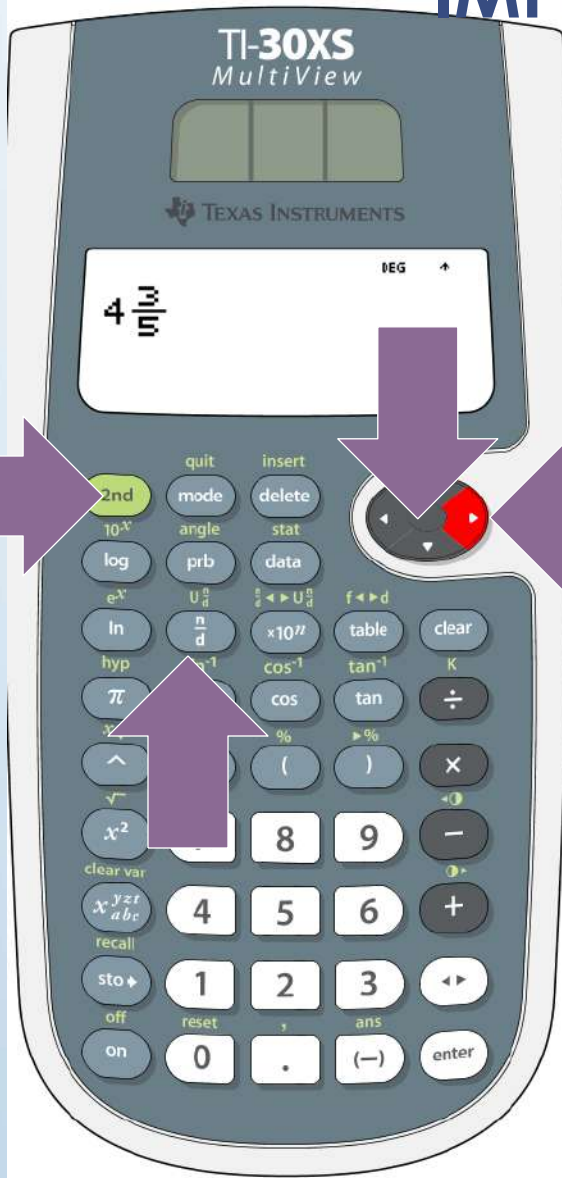 TI-30XS
MultiView
TEXAS INSTRUMENTS
DEG
4 3/5
quit insert
2nd mode delete
10^x angle stat
log prb data
e^x U n/d n/d ◄► U n/d f ◄► d
ln n/d ×10^n table clear
hyp cos⁻¹ tan⁻¹ K
π cos tan ÷
% ►%
^ ( ) ×
√
x² 8 9 −
clear var
x yzt abc 4 5 6 +
recall
sto► 1 2 3 ◄►
off reset , ans
on 0 . (−) enter